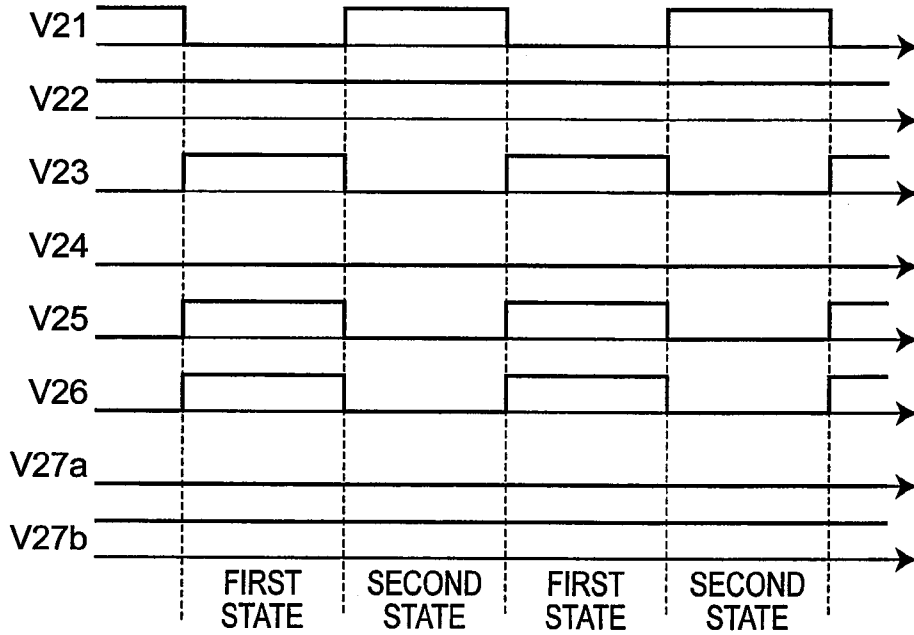 V21
V22
V23
V24
V25
V26
V27a
V27b
FIRST STATE
SECOND STATE
FIRST STATE
SECOND STATE